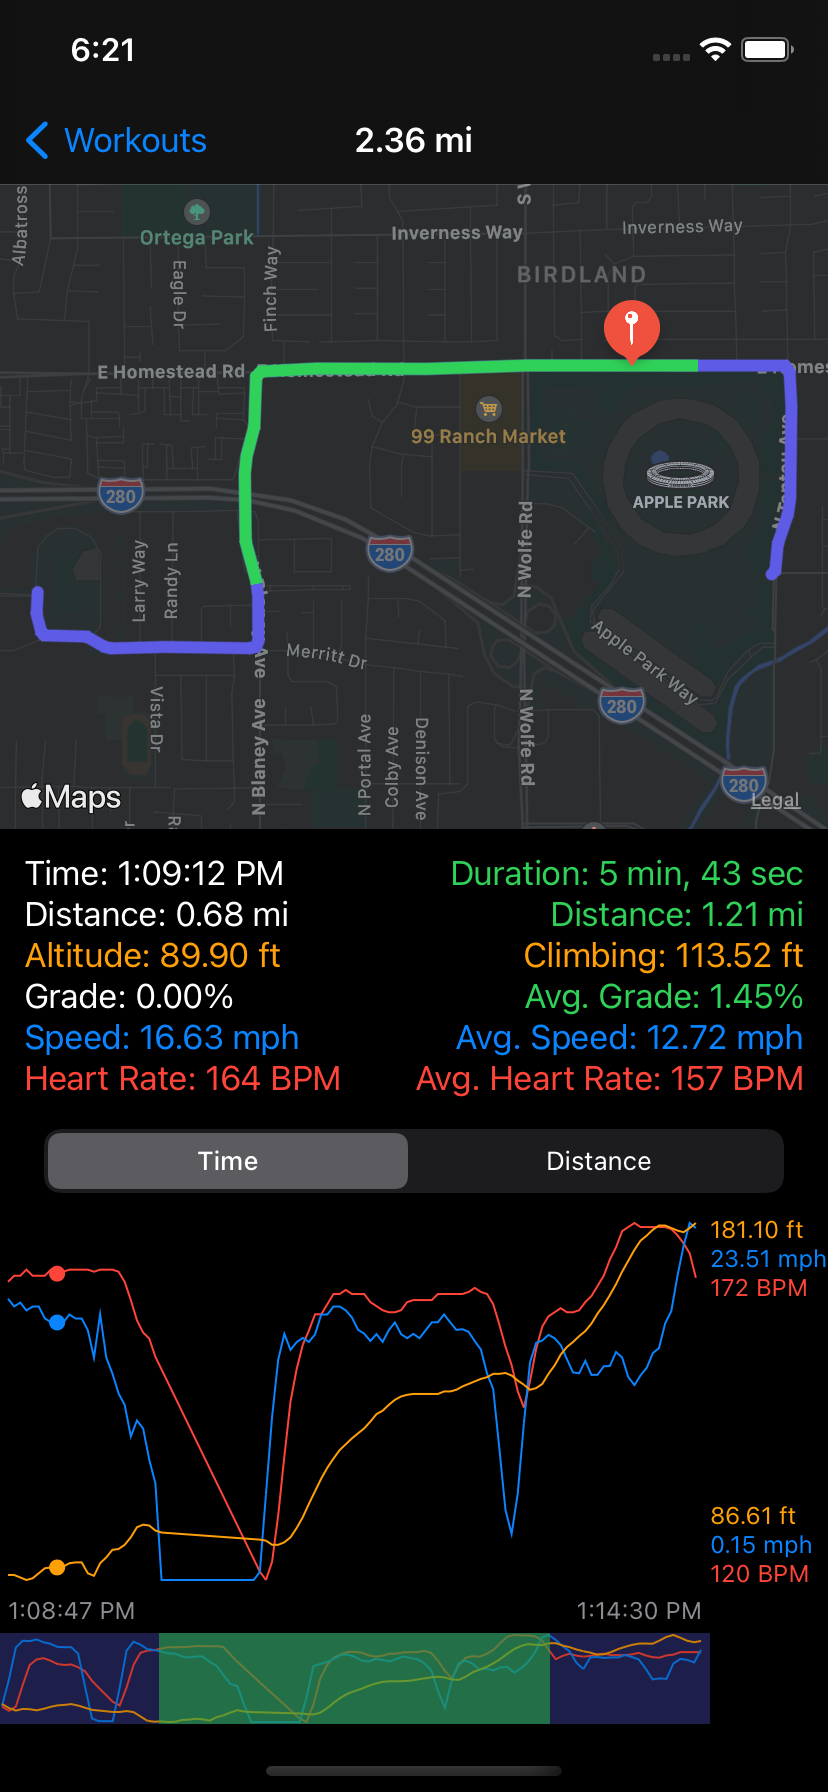 6:21
Workouts
2.36 mi
Albatross
Ortega Park
Eagle Dr
Finch Way
Inverness Way
Inverness Way
BIRDLAND
E Homestead Rd
99 Ranch Market
APPLE PARK
280
280
Larry Way
Randy Ln
N Wolfe Rd
Merritt Dr
Apple Park Way
280
Vista Dr
N Blaney Ave
N Portal Ave
Colby Ave
Denison Ave
N Wolfe Rd
280
Maps
Legal
Time: 1:09:12 PM
Duration: 5 min, 43 sec
Distance: 0.68 mi
Distance: 1.21 mi
Altitude: 89.90 ft
Climbing: 113.52 ft
Grade: 0.00%
Avg. Grade: 1.45%
Speed: 16.63 mph
Avg. Speed: 12.72 mph
Heart Rate: 164 BPM
Avg. Heart Rate: 157 BPM
Time
Distance
181.10 ft
23.51 mph
172 BPM
86.61 ft
0.15 mph
120 BPM
1:08:47 PM
1:14:30 PM